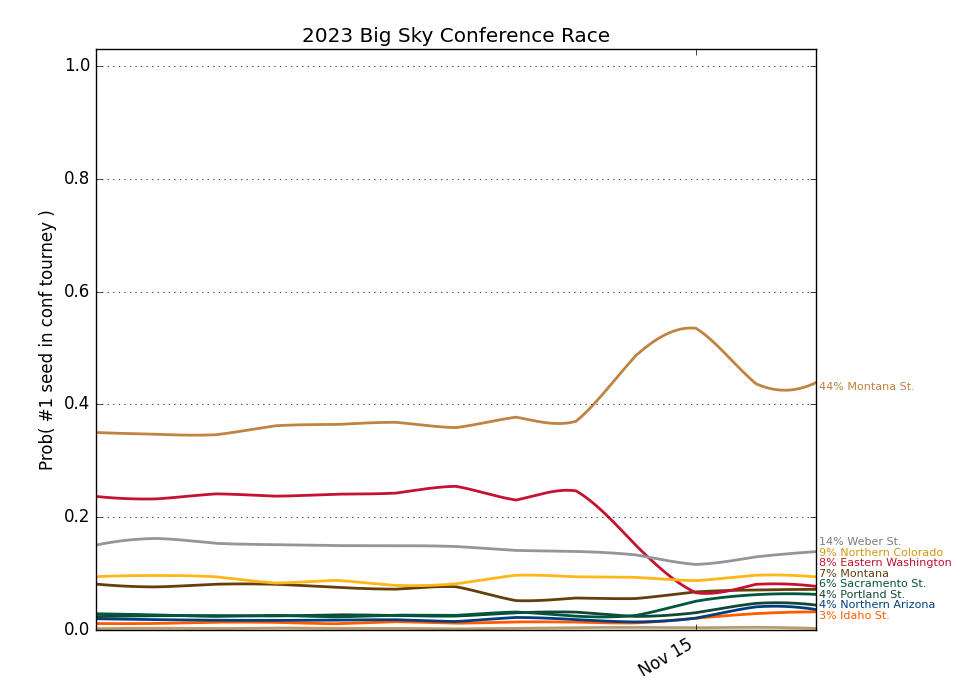 2023 Big Sky Conference Race
Prob( #1 seed in conf tourney )
1.0
0.8
0.6
0.4
0.2
0.0
Nov 15
44% Montana St.
14% Weber St.
9% Northern Colorado
8% Eastern Washington
7% Montana
6% Sacramento St.
4% Portland St.
4% Northern Arizona
3% Idaho St.